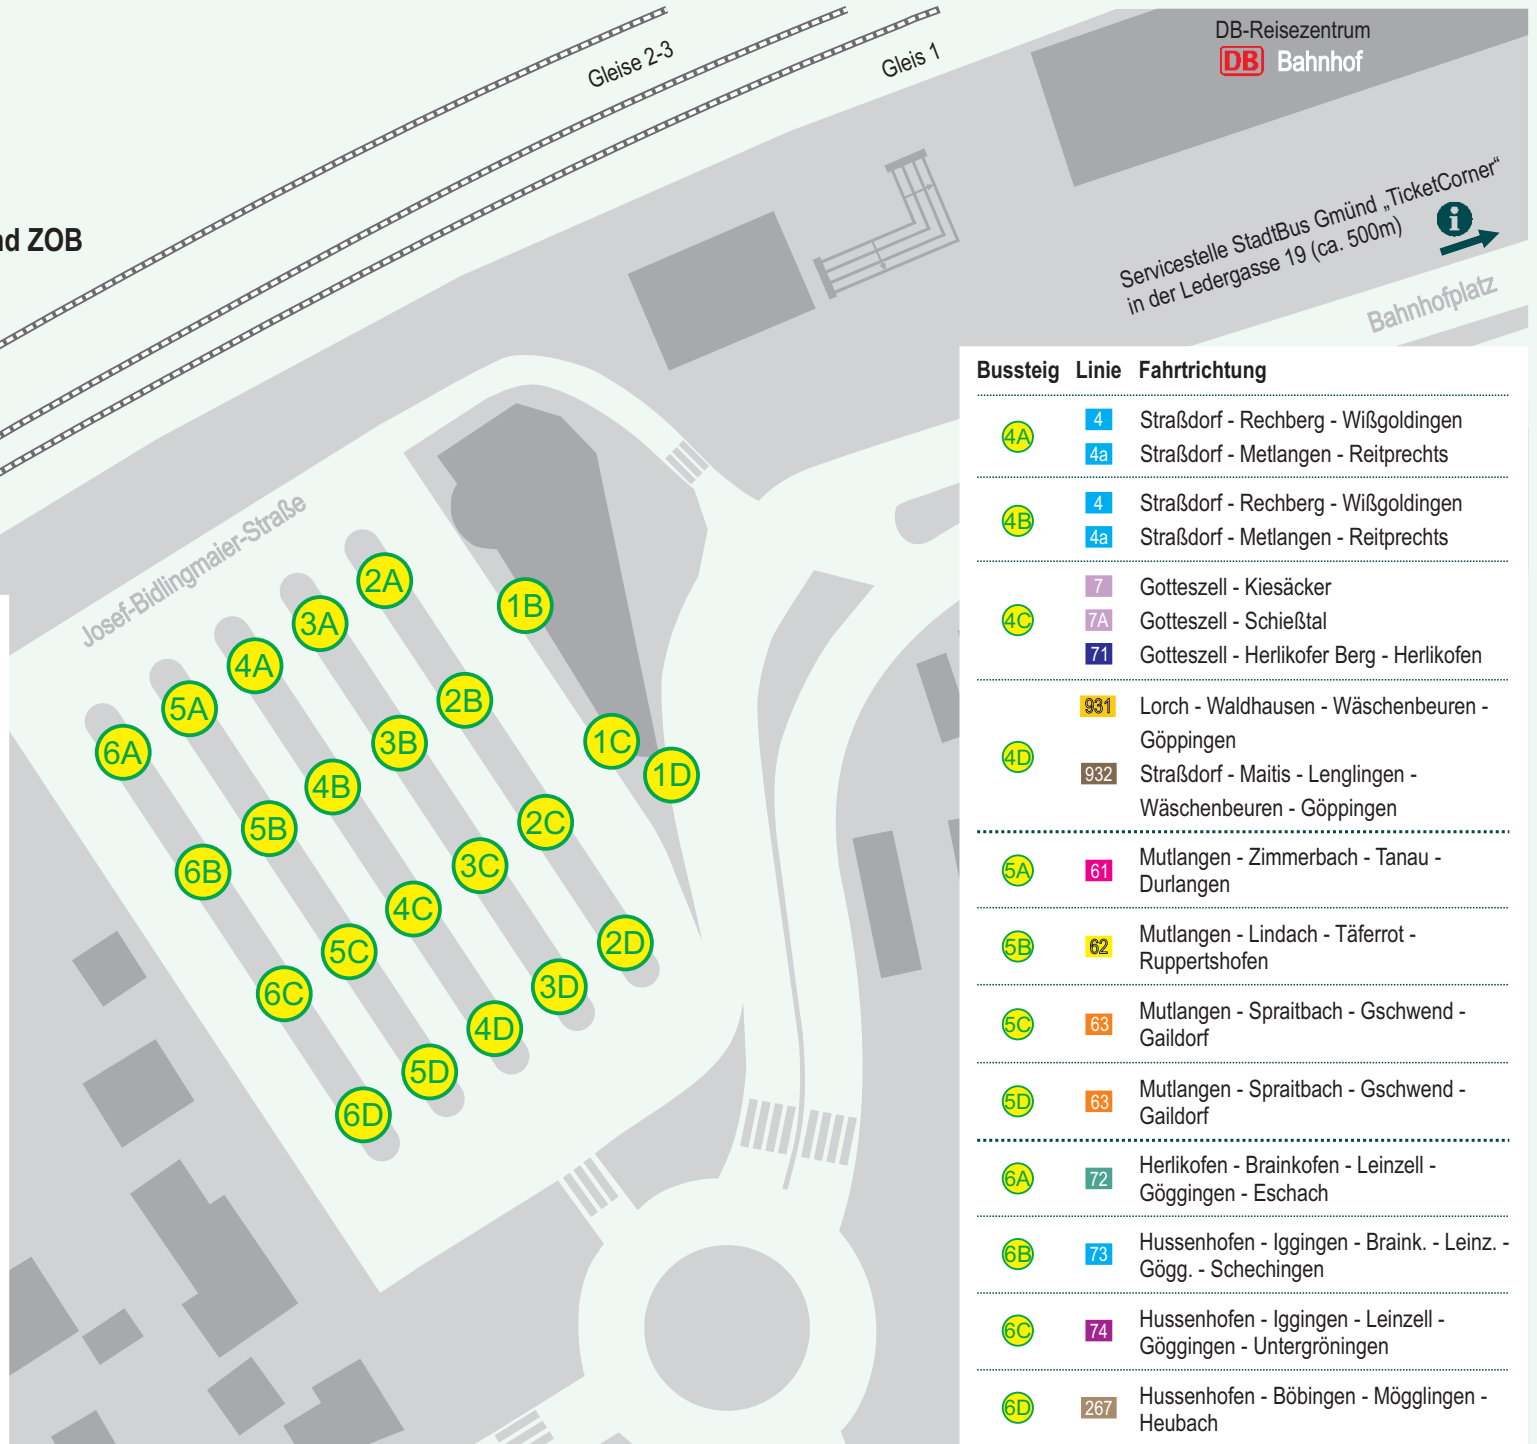 Gleise 2-3
Gleis 1
DB-Reisezentrum
DB Bahnhof
ZOB
Servicestelle StadtBus Gmünd „TicketCorner“
in der Ledergasse 19 (ca. 500m)
i
Bahnhofplatz
Josef-Bidlingmaier-Straße
2A
1B
3A
4A
2B
5A
3B
1C
6A
1D
4B
2C
5B
3C
6B
4C
2D
5C
3D
6C
4D
5D
6D
Bussteig Linie Fahrtrichtung
4A 4 Straßdorf - Rechberg - Wißgoldingen
4a Straßdorf - Metlangen - Reitprechts
4B 4 Straßdorf - Rechberg - Wißgoldingen
4a Straßdorf - Metlangen - Reitprechts
4C 7 Gotteszell - Kiesäcker
7A Gotteszell - Schießtal
71 Gotteszell - Herlikofer Berg - Herlikofen
4D 931 Lorch - Waldhausen - Wäschenbeuren -
Göppingen
932 Straßdorf - Maitis - Lenglingen -
Wäschenbeuren - Göppingen
5A 61 Mutlangen - Zimmerbach - Tanau -
Durlangen
5B 62 Mutlangen - Lindach - Täferrot -
Ruppertshofen
5C 63 Mutlangen - Spraitbach - Gschwend -
Gaildorf
5D 63 Mutlangen - Spraitbach - Gschwend -
Gaildorf
6A 72 Herlikofen - Brainkofen - Leinzell -
Göggingen - Eschach
6B 73 Hussenhofen - Iggingen - Braink. - Leinz. -
Gögg. - Schechingen
6C 74 Hussenhofen - Iggingen - Leinzell -
Göggingen - Untergröningen
6D 267 Hussenhofen - Böbingen - Mögglingen -
Heubach